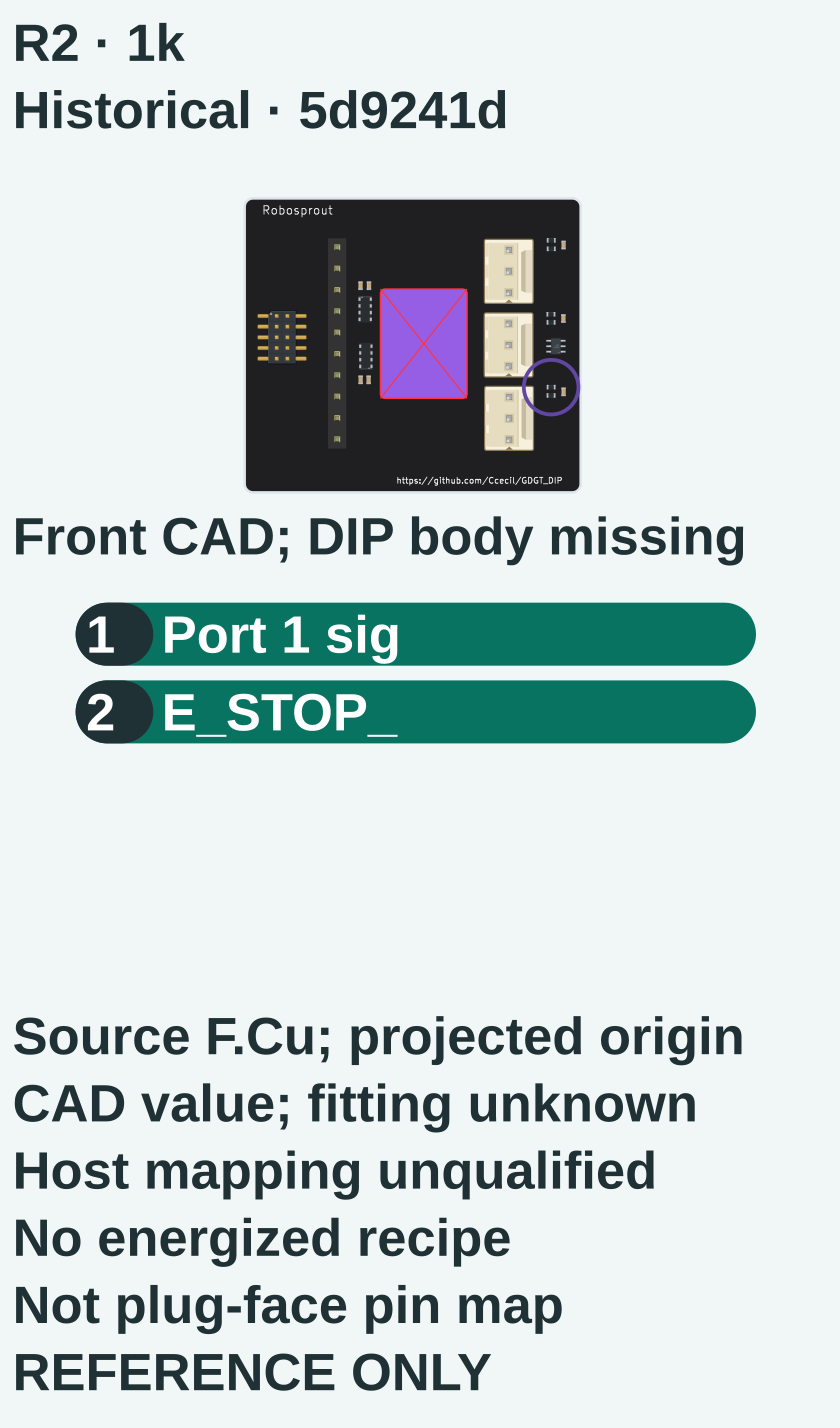 R2 · 1k
Historical · 5d9241d
Robosprout
https://github.com/Ccecil/GDGT_DIP
Front CAD; DIP body missing
1 Port 1 sig
2 E_STOP_
Source F.Cu; projected origin
CAD value; fitting unknown
Host mapping unqualified
No energized recipe
Not plug-face pin map
REFERENCE ONLY